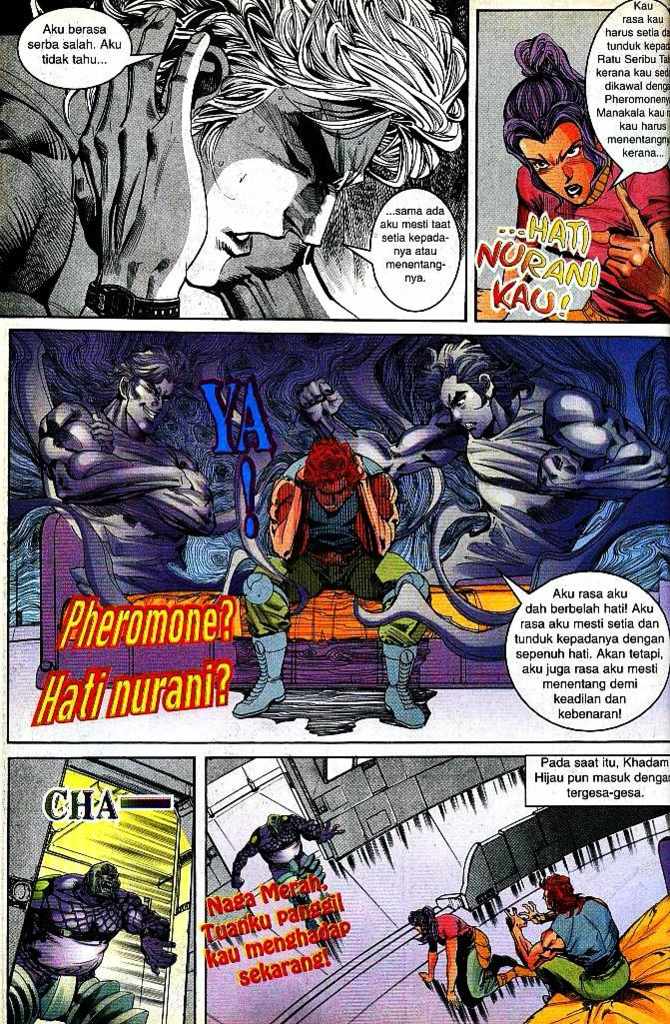 Aku berasa
serba salah. Aku
tidak tahu...
...sama ada
aku mesti taat
setia kepada-
nya atau
menentang-
nya.
Kau
rasa kau
harus setia
tunduk
Ratu Seribu
kerana kau
dikawal
Pheromone
Manakala kau
kau harus
menentang
kerana...
...HATI
NURANI
KAU!
YA!
Pheromone?
Hati nurani?
Aku rasa aku
dah berbelah hati! Aku
rasa aku mesti setia dan
tunduk kepadanya dengan
sepenuh hati. Akan tetapi,
aku juga rasa aku mesti
menentang demi
keadilan dan
kebenaran!
CHA
Pada saat itu, Khadam
Hijau pun masuk
tergesa-gesa.
Naga Merah,
Tuanku panggil
kau menghadap
sekarang!